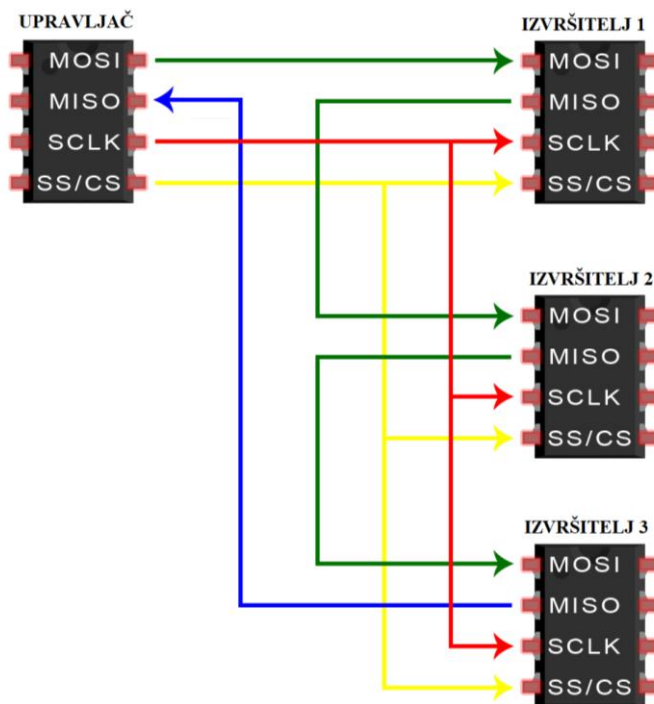 UPRAVLJAČ
MOSI
MISO
SCLK
SS/CS
IZVRŠITELJ 1
MOSI
MISO
SCLK
SS/CS
IZVRŠITELJ 2
MOSI
MISO
SCLK
SS/CS
IZVRŠITELJ 3
MOSI
MISO
SCLK
SS/CS